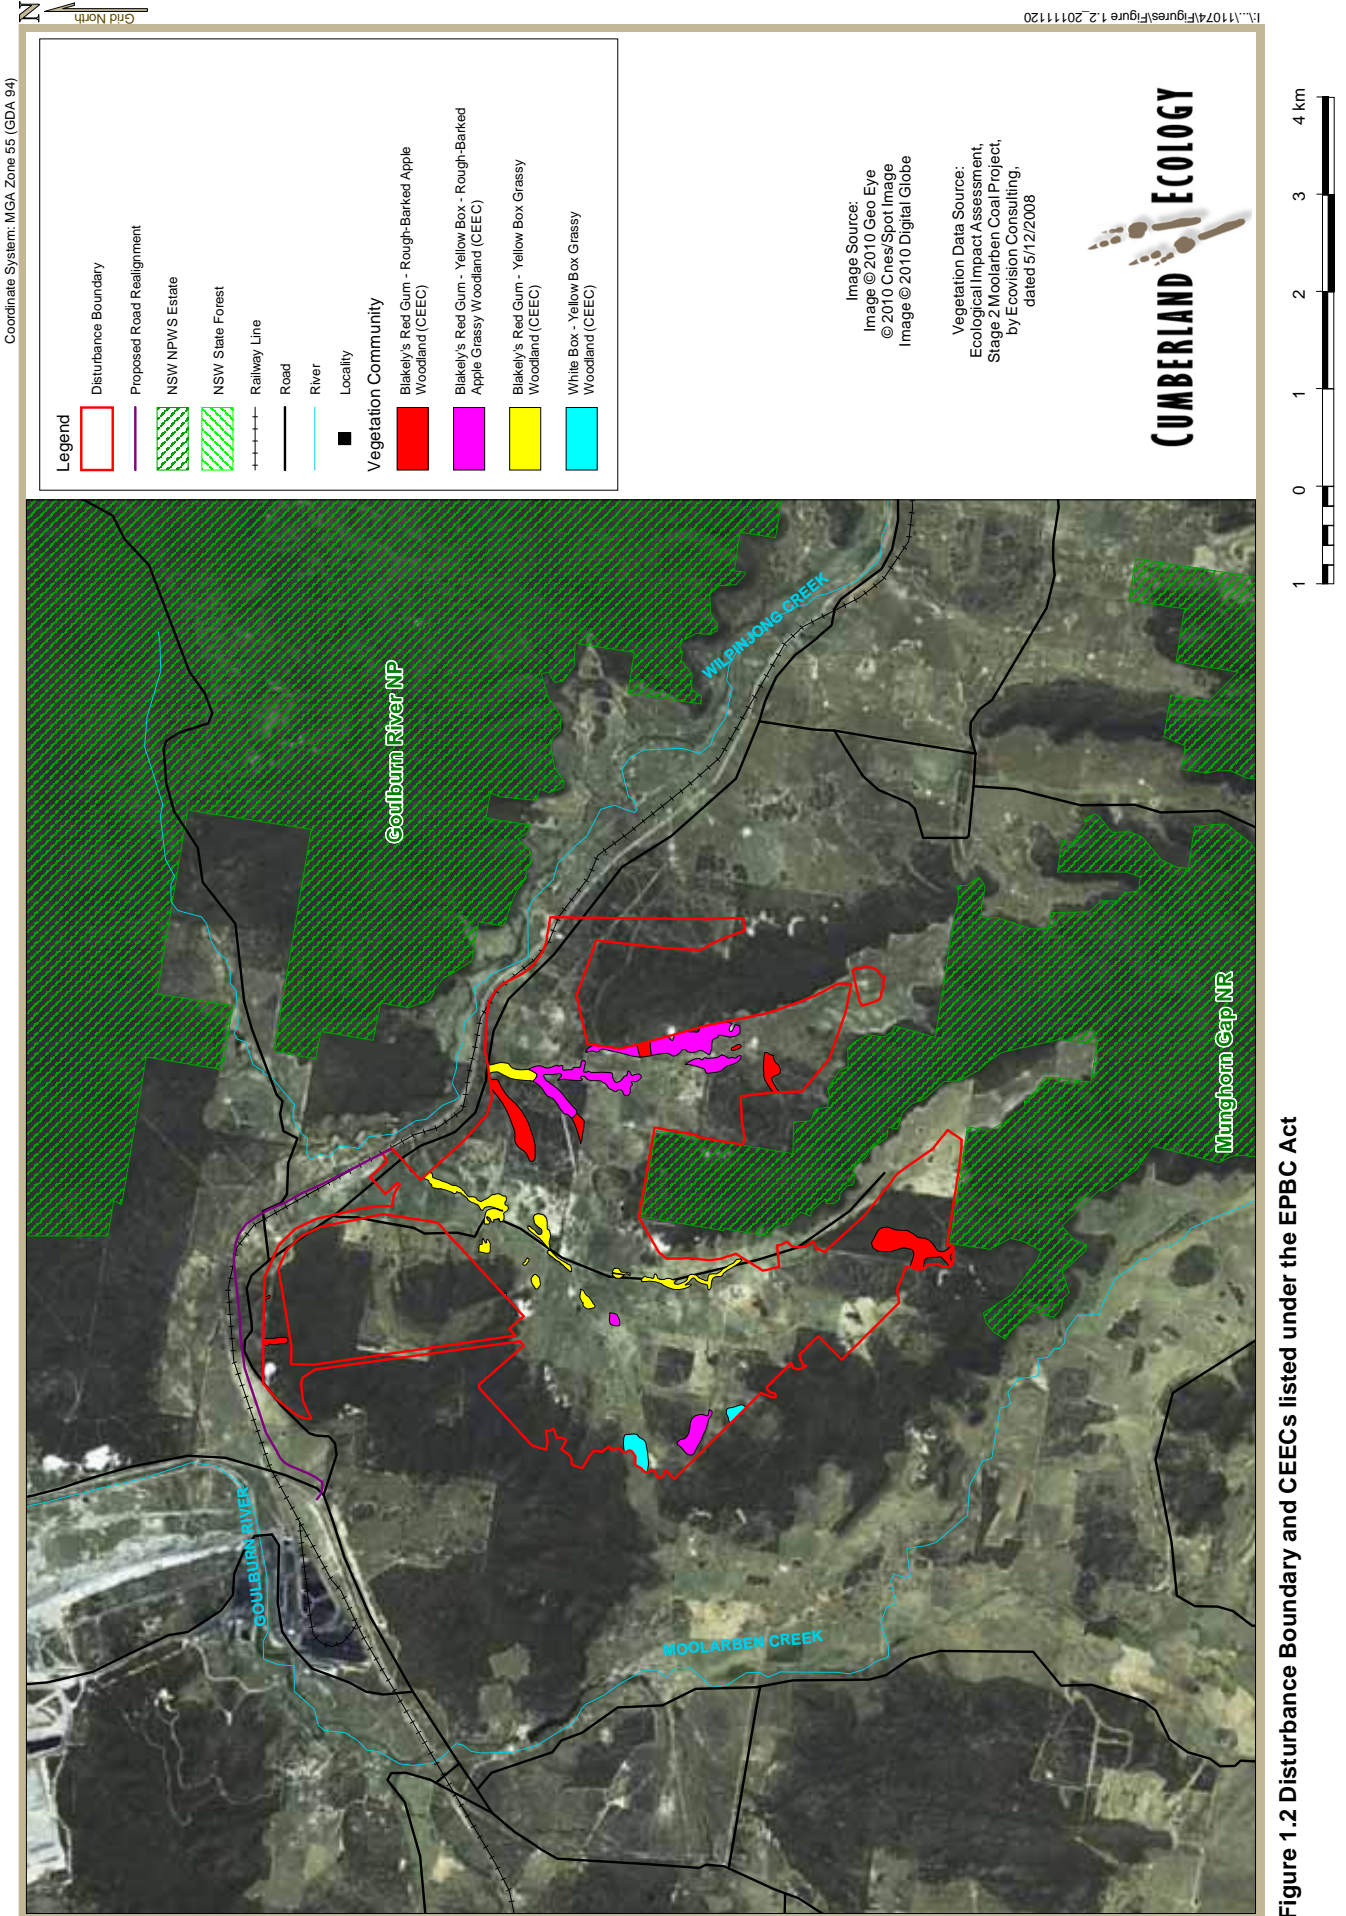 Coordinate System: MGA Zone 55 (GDA 94)
N
Grid North
I:\...\11074\Figures\Figure 1.2_20111120
Legend
Disturbance Boundary
Proposed Road Realignment
NSW NPWS Estate
NSW State Forest
Railway Line
Road
River
Locality
Vegetation Community
Blakely's Red Gum - Rough-Barked Apple
Woodland (CEEC)
Blakely's Red Gum - Yellow Box - Rough-Barked
Apple Grassy Woodland (CEEC)
Blakely's Red Gum - Yellow Box Grassy
Woodland (CEEC)
White Box - Yellow Box Grassy
Woodland (CEEC)
Image Source:
Image © 2010 Geo Eye
© 2010 Cnes/Spot Image
Image © 2010 Digital Globe
Vegetation Data Source:
Ecological Impact Assessment,
Stage 2 Moolarben Coal Project,
by Ecovision Consulting,
dated 5/12/2008
CUMBERLAND ECOLOGY
Goulburn River NP
WILPINJONG CREEK
Munghorn Gap NR
GOULBURN RIVER
MOOLARBEN CREEK
1 0 1 2 3 4 km
Figure 1.2 Disturbance Boundary and CEECs listed under the EPBC Act